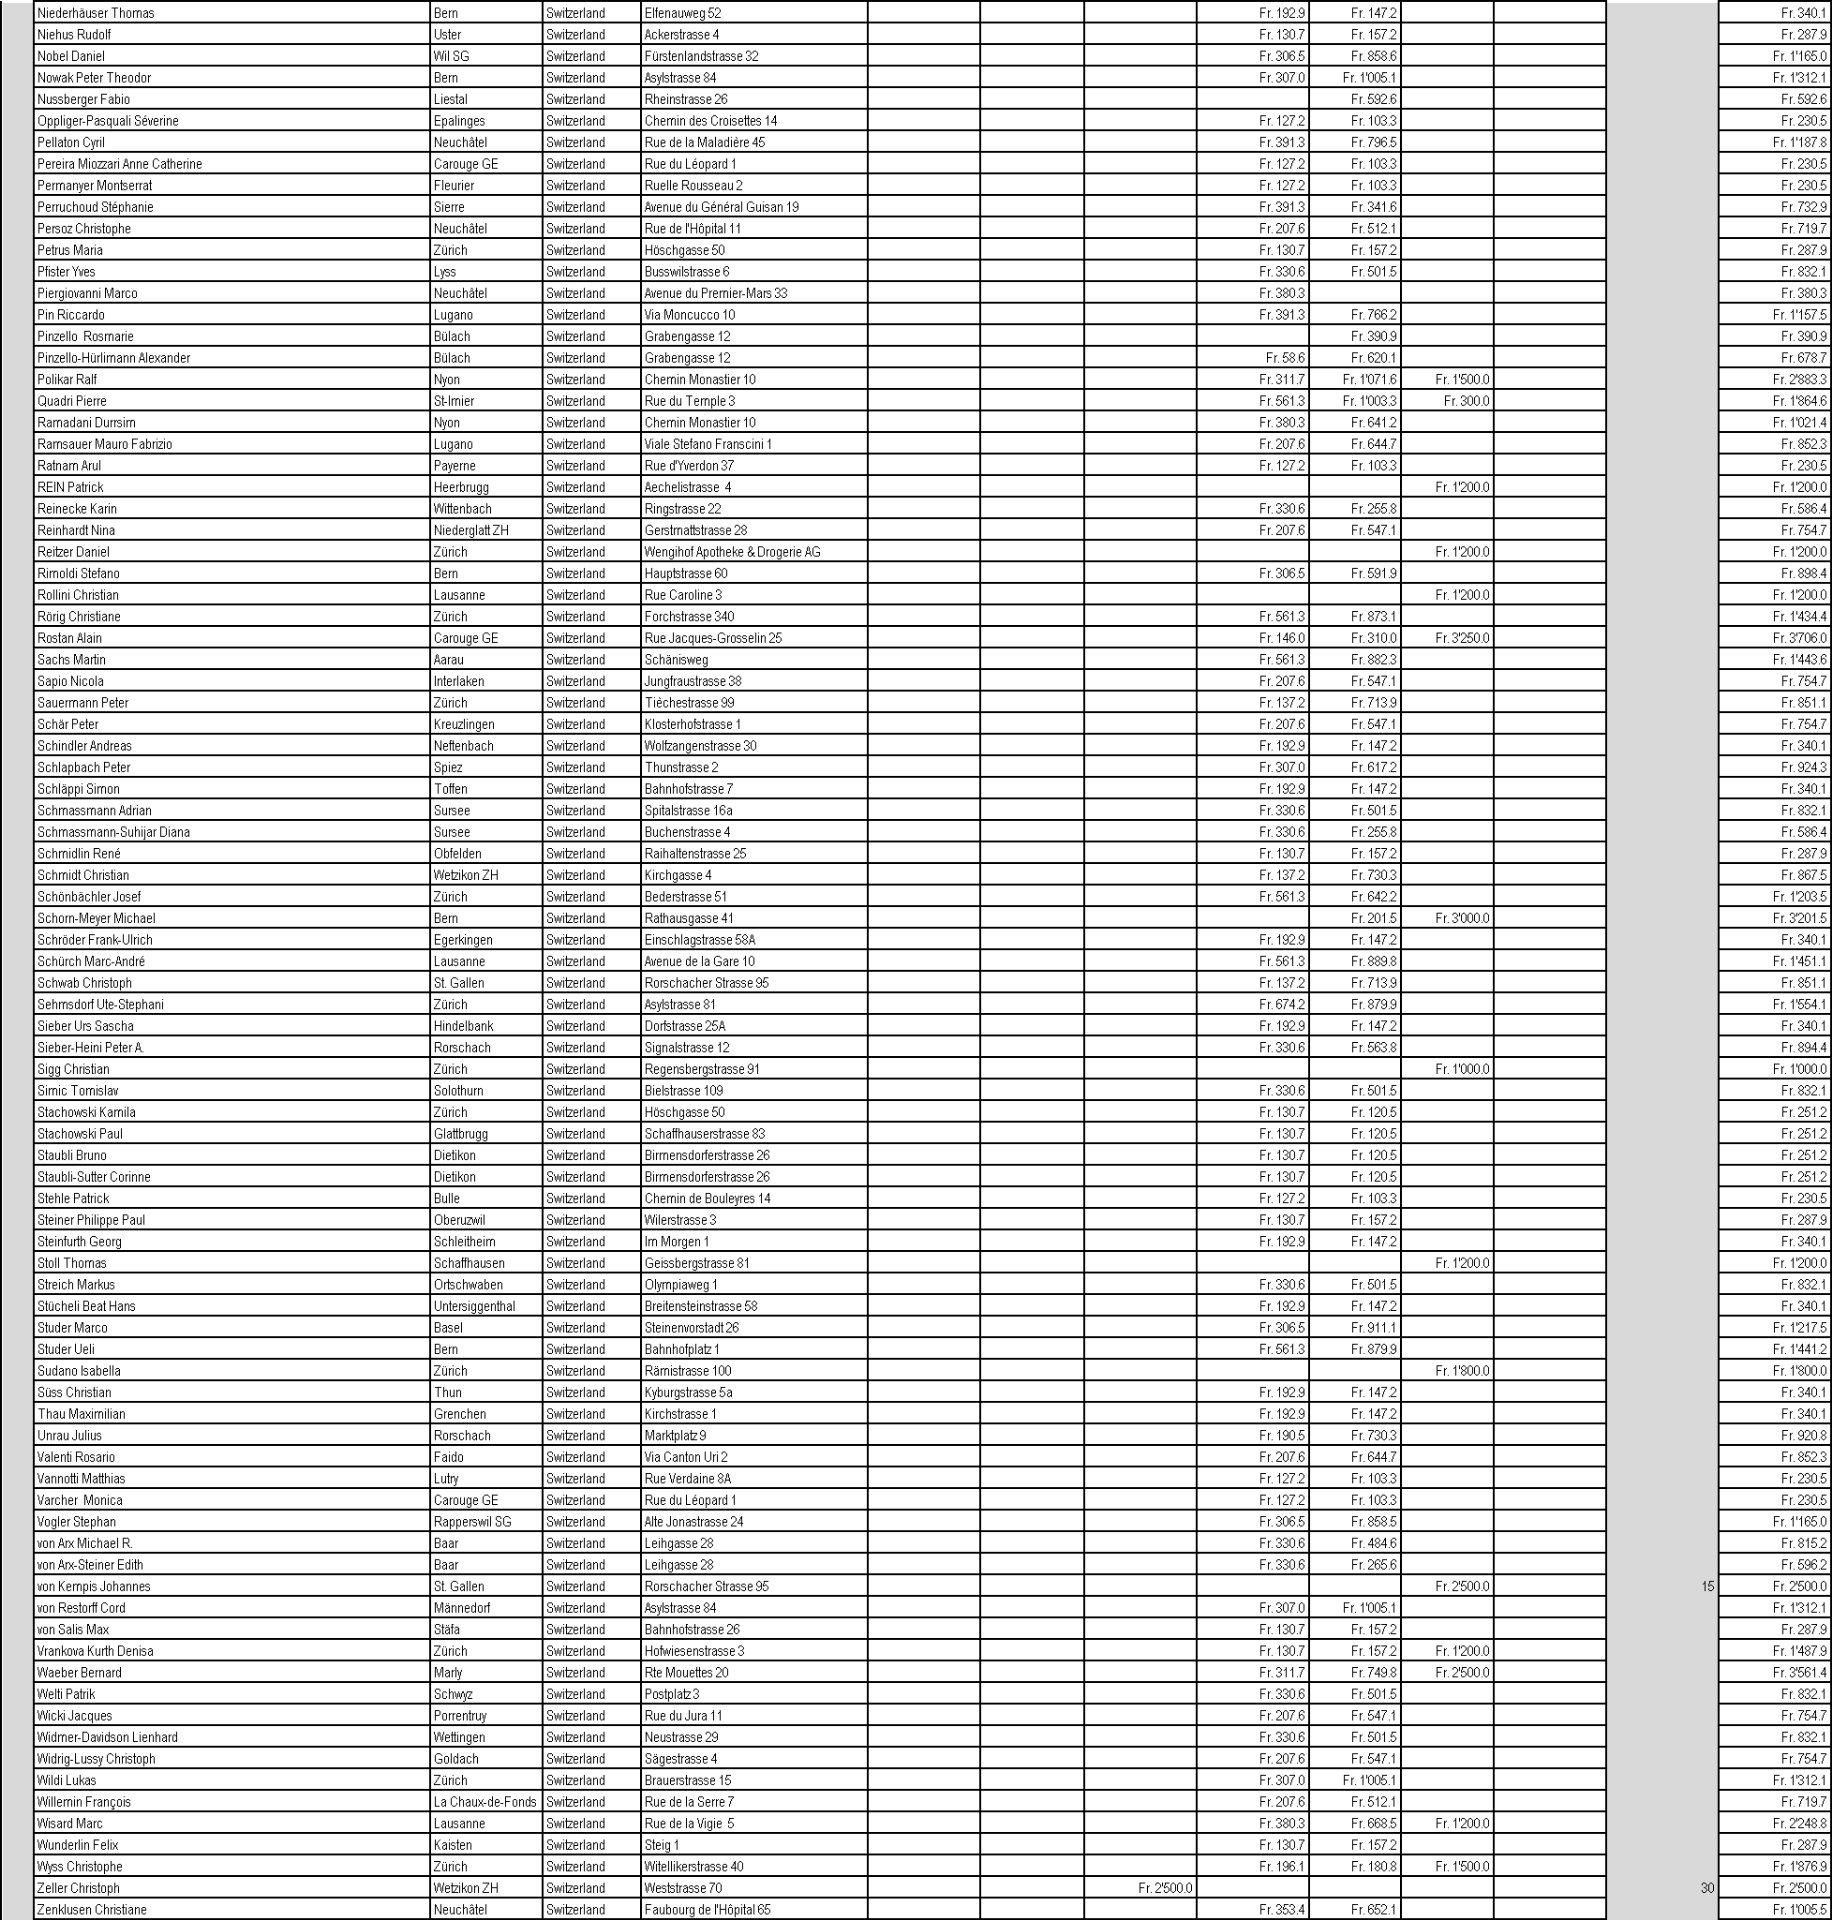 Niederhäuser Thomas Bern Switzerland Elfenauweg 52 Fr. 192.9 Fr. 147.2 Fr. 340.1
Niehus Rudolf Uster Switzerland Ackerstrasse 4 Fr. 130.7 Fr. 157.2 Fr. 287.9
Nobel Daniel Wil SG Switzerland Fürstenlandstrasse 32 Fr. 306.5 Fr. 858.6 Fr. 1'165.0
Nowak Peter Theodor Bern Switzerland Asylstrasse 84 Fr. 307.0 Fr. 1'005.1 Fr. 1'312.1
Nussberger Fabio Liestal Switzerland Rheinstrasse 26 Fr. 592.6 Fr. 592.6
Oppliger-Pasquali Séverine Epalinges Switzerland Chemin des Croisettes 14 Fr. 127.2 Fr. 103.3 Fr. 230.5
Pellaton Cyril Neuchâtel Switzerland Rue de la Maladière 45 Fr. 391.3 Fr. 796.5 Fr. 1'187.8
Pereira Miozzari Anne Catherine Carouge GE Switzerland Rue du Léopard 1 Fr. 127.2 Fr. 103.3 Fr. 230.5
Permanyer Montserrat Fleurier Switzerland Ruelle Rousseau 2 Fr. 127.2 Fr. 103.3 Fr. 230.5
Perruchoud Stéphanie Sierre Switzerland Avenue du Général Guisan 19 Fr. 391.3 Fr. 341.6 Fr. 732.9
Persoz Christophe Neuchâtel Switzerland Rue de l'Hôpital 11 Fr. 207.6 Fr. 512.1 Fr. 719.7
Petrus Maria Zürich Switzerland Höschgasse 50 Fr. 130.7 Fr. 157.2 Fr. 287.9
Pfister Yves Lyss Switzerland Busswilstrasse 6 Fr. 330.6 Fr. 501.5 Fr. 832.1
Piergiovanni Marco Neuchâtel Switzerland Avenue du Premier-Mars 33 Fr. 380.3 Fr. 380.3
Pin Riccardo Lugano Switzerland Via Moncucco 10 Fr. 391.3 Fr. 766.2 Fr. 1'157.5
Pinzello Rosmarie Bülach Switzerland Grabengasse 12 Fr. 390.9 Fr. 390.9
Pinzello-Hürlimann Alexander Bülach Switzerland Grabengasse 12 Fr. 58.6 Fr. 620.1 Fr. 678.7
Polikar Ralf Nyon Switzerland Chemin Monastier 10 Fr. 311.7 Fr. 1'071.6 Fr. 1'500.0 Fr. 2'883.3
Quadri Pierre St-Imier Switzerland Rue du Temple 3 Fr. 561.3 Fr. 1'003.3 Fr. 300.0 Fr. 1'864.6
Ramadani Durrsim Nyon Switzerland Chemin Monastier 10 Fr. 380.3 Fr. 641.2 Fr. 1'021.4
Ramsauer Mauro Fabrizio Lugano Switzerland Viale Stefano Franscini 1 Fr. 207.6 Fr. 644.7 Fr. 852.3
Ratnam Arul Payerne Switzerland Rue d'Yverdon 37 Fr. 127.2 Fr. 103.3 Fr. 230.5
REIN Patrick Heerbrugg Switzerland Aechelistrasse 4 Fr. 1'200.0 Fr. 1'200.0
Reinecke Karin Wittenbach Switzerland Ringstrasse 22 Fr. 330.6 Fr. 255.8 Fr. 586.4
Reinhardt Nina Niederglatt ZH Switzerland Gerstmattstrasse 28 Fr. 207.6 Fr. 547.1 Fr. 754.7
Reitzer Daniel Zürich Switzerland Wengihof Apotheke & Drogerie AG Fr. 1'200.0 Fr. 1'200.0
Rimoldi Stefano Bern Switzerland Hauptstrasse 60 Fr. 306.5 Fr. 591.9 Fr. 898.4
Rollini Christian Lausanne Switzerland Rue Caroline 3 Fr. 1'200.0 Fr. 1'200.0
Rörig Christiane Zürich Switzerland Forchstrasse 340 Fr. 561.3 Fr. 873.1 Fr. 1'434.4
Rostan Alain Carouge GE Switzerland Rue Jacques-Grosselin 25 Fr. 146.0 Fr. 310.0 Fr. 3'250.0 Fr. 3'706.0
Sachs Martin Aarau Switzerland Schänisweg Fr. 561.3 Fr. 882.3 Fr. 1'443.6
Sapio Nicola Interlaken Switzerland Jungfraustrasse 38 Fr. 207.6 Fr. 547.1 Fr. 754.7
Sauermann Peter Zürich Switzerland Tièchestrasse 99 Fr. 137.2 Fr. 713.9 Fr. 851.1
Schär Peter Kreuzlingen Switzerland Klosterhofstrasse 1 Fr. 207.6 Fr. 547.1 Fr. 754.7
Schindler Andreas Neftenbach Switzerland Wolfzangenstrasse 30 Fr. 192.9 Fr. 147.2 Fr. 340.1
Schlapbach Peter Spiez Switzerland Thunstrasse 2 Fr. 307.0 Fr. 617.2 Fr. 924.3
Schläppi Simon Toffen Switzerland Bahnhofstrasse 7 Fr. 192.9 Fr. 147.2 Fr. 340.1
Schmassmann Adrian Sursee Switzerland Spitalstrasse 16a Fr. 330.6 Fr. 501.5 Fr. 832.1
Schmassmann-Suhijar Diana Sursee Switzerland Buchenstrasse 4 Fr. 330.6 Fr. 255.8 Fr. 586.4
Schmidlin René Obfelden Switzerland Raihaltenstrasse 25 Fr. 130.7 Fr. 157.2 Fr. 287.9
Schmidt Christian Wetzikon ZH Switzerland Kirchgasse 4 Fr. 137.2 Fr. 730.3 Fr. 867.5
Schönbächler Josef Zürich Switzerland Bederstrasse 51 Fr. 561.3 Fr. 642.2 Fr. 1'203.5
Schorn-Meyer Michael Bern Switzerland Rathausgasse 41 Fr. 201.5 Fr. 3'000.0 Fr. 3'201.5
Schröder Frank-Ulrich Egerkingen Switzerland Einschlagstrasse 58A Fr. 192.9 Fr. 147.2 Fr. 340.1
Schürch Marc-André Lausanne Switzerland Avenue de la Gare 10 Fr. 561.3 Fr. 889.8 Fr. 1'451.1
Schwab Christoph St. Gallen Switzerland Rorschacher Strasse 95 Fr. 137.2 Fr. 713.9 Fr. 851.1
Sehmsdorf Ute-Stephani Zürich Switzerland Asylstrasse 81 Fr. 674.2 Fr. 879.9 Fr. 1'554.1
Sieber Urs Sascha Hindelbank Switzerland Dorfstrasse 25A Fr. 192.9 Fr. 147.2 Fr. 340.1
Sieber-Heini Peter A. Rorschach Switzerland Signalstrasse 12 Fr. 330.6 Fr. 563.8 Fr. 894.4
Sigg Christian Zürich Switzerland Regensbergstrasse 91 Fr. 1'000.0 Fr. 1'000.0
Simic Tomislav Solothurn Switzerland Bielstrasse 109 Fr. 330.6 Fr. 501.5 Fr. 832.1
Stachowski Kamila Zürich Switzerland Höschgasse 50 Fr. 130.7 Fr. 120.5 Fr. 251.2
Stachowski Paul Glattbrugg Switzerland Schaffhauserstrasse 83 Fr. 130.7 Fr. 120.5 Fr. 251.2
Staubli Bruno Dietikon Switzerland Birmensdorferstrasse 26 Fr. 130.7 Fr. 120.5 Fr. 251.2
Staubli-Sutter Corinne Dietikon Switzerland Birmensdorferstrasse 26 Fr. 130.7 Fr. 120.5 Fr. 251.2
Stehle Patrick Bulle Switzerland Chemin de Bouleyres 14 Fr. 127.2 Fr. 103.3 Fr. 230.5
Steiner Philippe Paul Oberuzwil Switzerland Wilerstrasse 3 Fr. 130.7 Fr. 157.2 Fr. 287.9
Steinfurth Georg Schleitheim Switzerland Im Morgen 1 Fr. 192.9 Fr. 147.2 Fr. 340.1
Stoll Thomas Schaffhausen Switzerland Geissbergstrasse 81 Fr. 1'200.0 Fr. 1'200.0
Streich Markus Ortschwaben Switzerland Olympiaweg 1 Fr. 330.6 Fr. 501.5 Fr. 832.1
Stücheli Beat Hans Untersiggenthal Switzerland Breitensteinstrasse 58 Fr. 192.9 Fr. 147.2 Fr. 340.1
Studer Marco Basel Switzerland Steinenvorstadt 26 Fr. 306.5 Fr. 911.1 Fr. 1'217.5
Studer Ueli Bern Switzerland Bahnhofplatz 1 Fr. 561.3 Fr. 879.9 Fr. 1'441.2
Sudano Isabella Zürich Switzerland Rämistrasse 100 Fr. 1'800.0 Fr. 1'800.0
Süss Christian Thun Switzerland Kyburgstrasse 5a Fr. 192.9 Fr. 147.2 Fr. 340.1
Thau Maximilian Grenchen Switzerland Kirchstrasse 1 Fr. 192.9 Fr. 147.2 Fr. 340.1
Unrau Julius Rorschach Switzerland Marktplatz 9 Fr. 190.5 Fr. 730.3 Fr. 920.8
Valenti Rosario Faido Switzerland Via Canton Uri 2 Fr. 207.6 Fr. 644.7 Fr. 852.3
Vannotti Matthias Lutry Switzerland Rue Verdaine 8A Fr. 127.2 Fr. 103.3 Fr. 230.5
Varcher Monica Carouge GE Switzerland Rue du Léopard 1 Fr. 127.2 Fr. 103.3 Fr. 230.5
Vogler Stephan Rapperswil SG Switzerland Alte Jonastrasse 24 Fr. 306.5 Fr. 858.5 Fr. 1'165.0
von Arx Michael R. Baar Switzerland Leihgasse 28 Fr. 330.6 Fr. 484.6 Fr. 815.2
von Arx-Steiner Edith Baar Switzerland Leihgasse 28 Fr. 330.6 Fr. 265.6 Fr. 596.2
von Kempis Johannes St. Gallen Switzerland Rorschacher Strasse 95 Fr. 2'500.0 15 Fr. 2'500.0
von Restorff Cord Männedorf Switzerland Asylstrasse 84 Fr. 307.0 Fr. 1'005.1 Fr. 1'312.1
von Salis Max Stäfa Switzerland Bahnhofstrasse 26 Fr. 130.7 Fr. 157.2 Fr. 287.9
Vrankova Kurth Denisa Zürich Switzerland Hofwiesenstrasse 3 Fr. 130.7 Fr. 157.2 Fr. 1'200.0 Fr. 1'487.9
Waeber Bernard Marly Switzerland Rte Mouettes 20 Fr. 311.7 Fr. 749.8 Fr. 2'500.0 Fr. 3'561.4
Welti Patrik Schwyz Switzerland Postplatz 3 Fr. 330.6 Fr. 501.5 Fr. 832.1
Wicki Jacques Porrentruy Switzerland Rue du Jura 11 Fr. 207.6 Fr. 547.1 Fr. 754.7
Widmer-Davidson Lienhard Wettingen Switzerland Neustrasse 29 Fr. 330.6 Fr. 501.5 Fr. 832.1
Widrig-Lussy Christoph Goldach Switzerland Sägestrasse 4 Fr. 207.6 Fr. 547.1 Fr. 754.7
Wildi Lukas Zürich Switzerland Brauerstrasse 15 Fr. 307.0 Fr. 1'005.1 Fr. 1'312.1
Willemin François La Chaux-de-Fonds Switzerland Rue de la Serre 7 Fr. 207.6 Fr. 512.1 Fr. 719.7
Wisard Marc Lausanne Switzerland Rue de la Vigie 5 Fr. 380.3 Fr. 668.5 Fr. 1'200.0 Fr. 2'248.8
Wunderlin Felix Kaisten Switzerland Steig 1 Fr. 130.7 Fr. 157.2 Fr. 287.9
Wyss Christophe Zürich Switzerland Witellikerstrasse 40 Fr. 196.1 Fr. 180.8 Fr. 1'500.0 Fr. 1'876.9
Zeller Christoph Wetzikon ZH Switzerland Weststrasse 70 Fr. 2'500.0 30 Fr. 2'500.0
Zenklusen Christiane Neuchâtel Switzerland Faubourg de l'Hôpital 65 Fr. 353.4 Fr. 652.1 Fr. 1'005.5